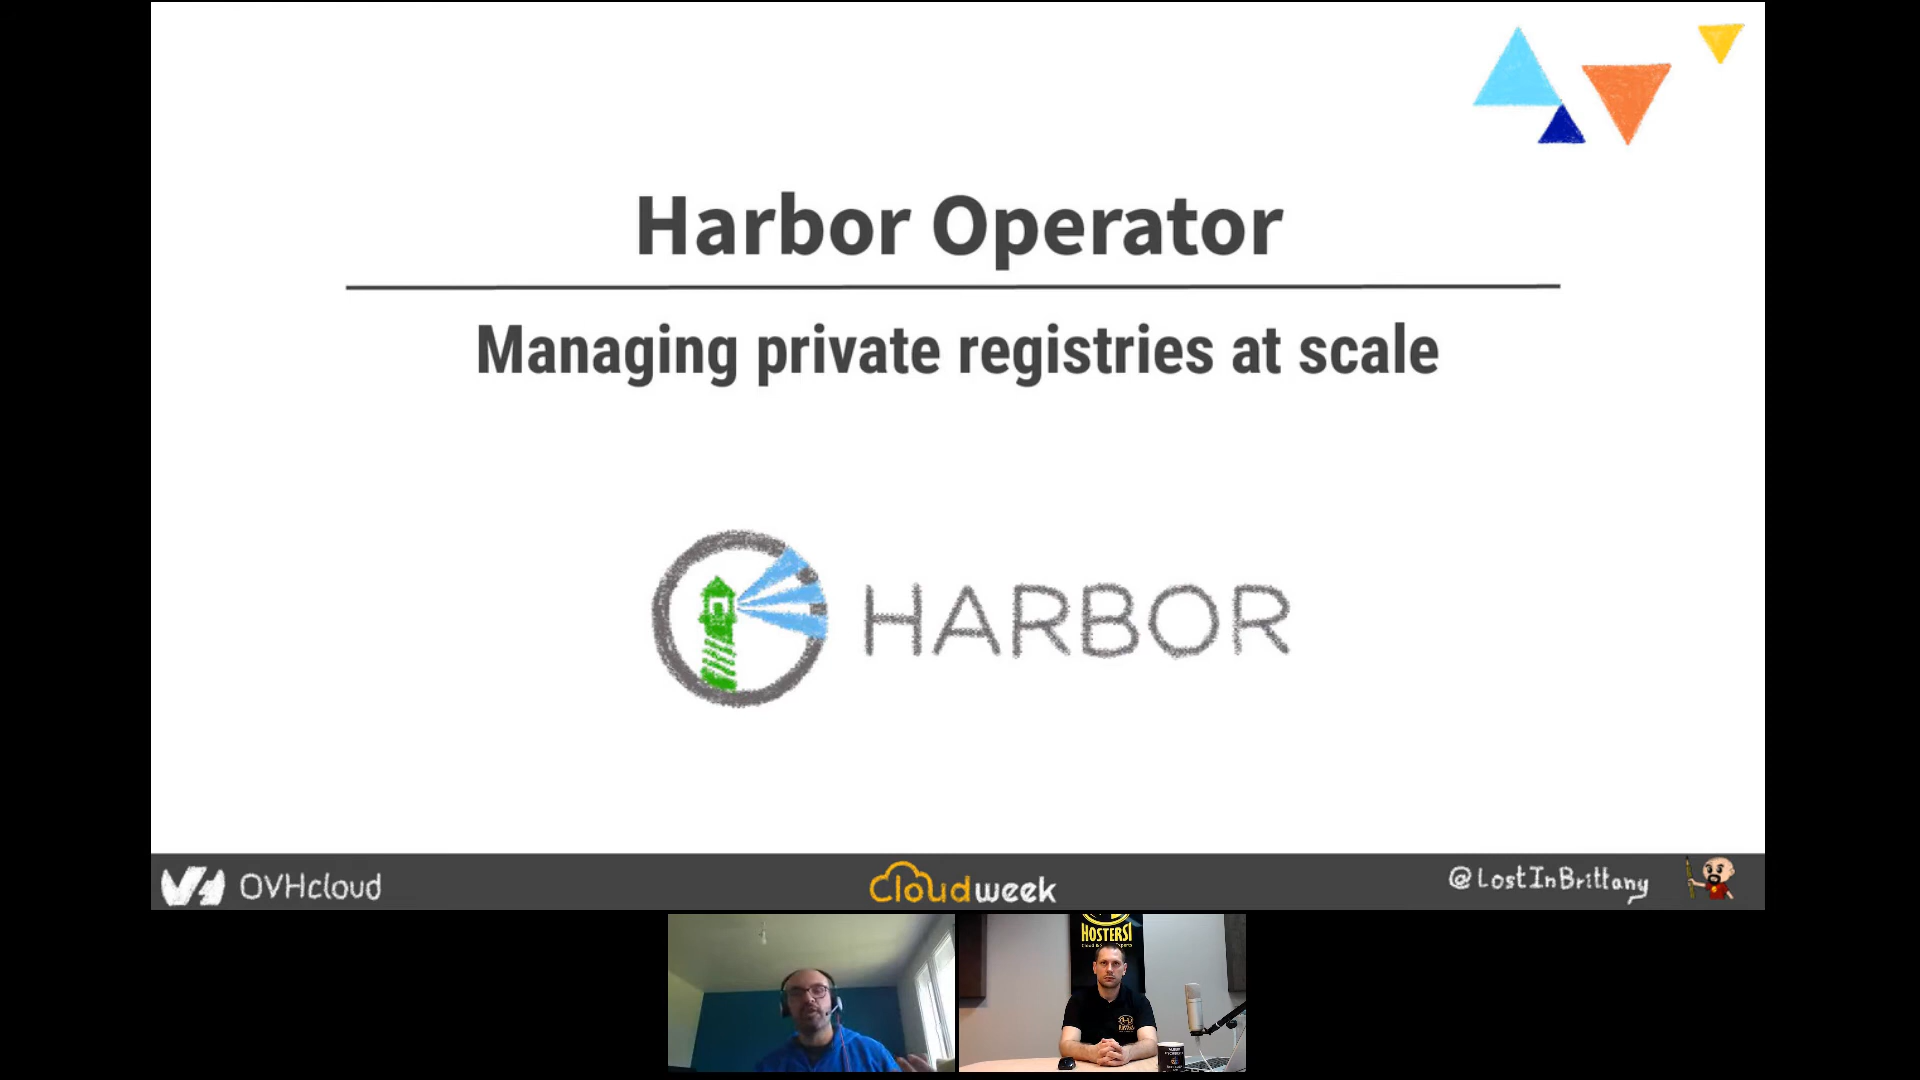 Harbor Operator
Managing private registries at scale
HARBOR
OVHcloud
Cloudweek
@LostInBrittany
HOSTERSI